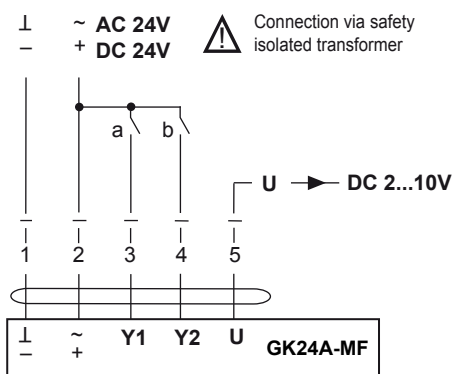 ⊥ ~ AC 24V
– + DC 24V
Connection via safety
isolated transformer
a b
U DC 2...10V
1 2 3 4 5
⊥ ~ Y1 Y2 U
– +
GK24A-MF